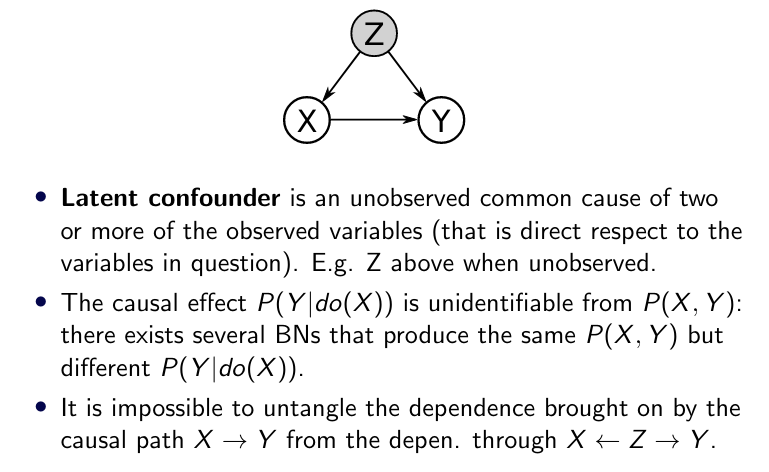 Z
X Y
• Latent confounder is an unobserved common cause of two
or more of the observed variables (that is direct respect to the
variables in question). E.g. Z above when unobserved.
• The causal effect P(Y|do(X)) is unidentifiable from P(X, Y):
there exists several BNs that produce the same P(X, Y) but
different P(Y|do(X)).
• It is impossible to untangle the dependence brought on by the
causal path X → Y from the depen. through X ← Z → Y.